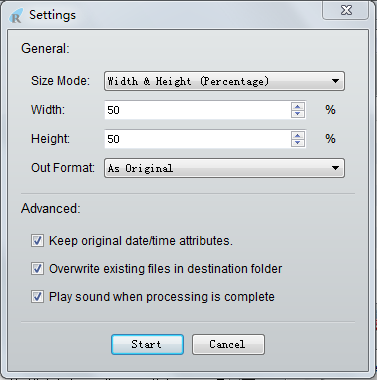 Settings
General:
Size Mode: Width & Height (Percentage)
Width: 50 %
Height: 50 %
Out Format: As Original
Advanced:
Keep original date/time attributes.
Overwrite existing files in destination folder
Play sound when processing is complete
Start Cancel